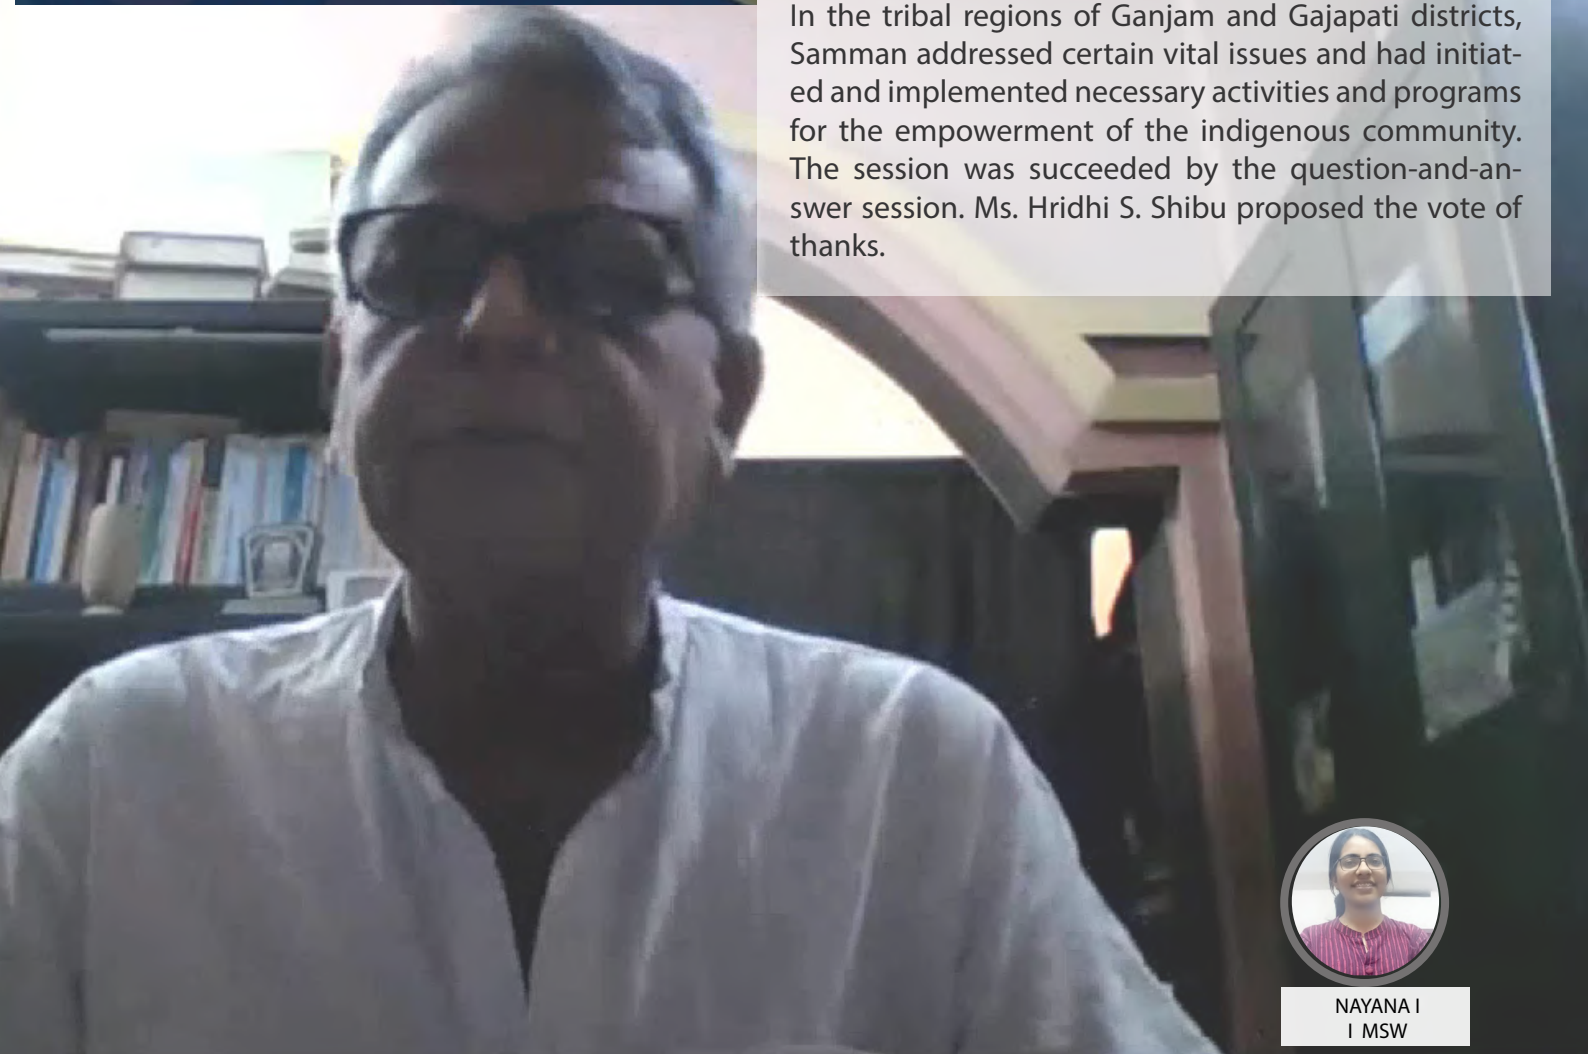 In the tribal regions of Ganjam and Gajapati districts,
Samman addressed certain vital issues and had initiat-
ed and implemented necessary activities and programs
for the empowerment of the indigenous community.
The session was succeeded by the question-and-an-
swer session. Ms. Hridhi S. Shibu proposed the vote of
thanks.
NAYANA I
I MSW